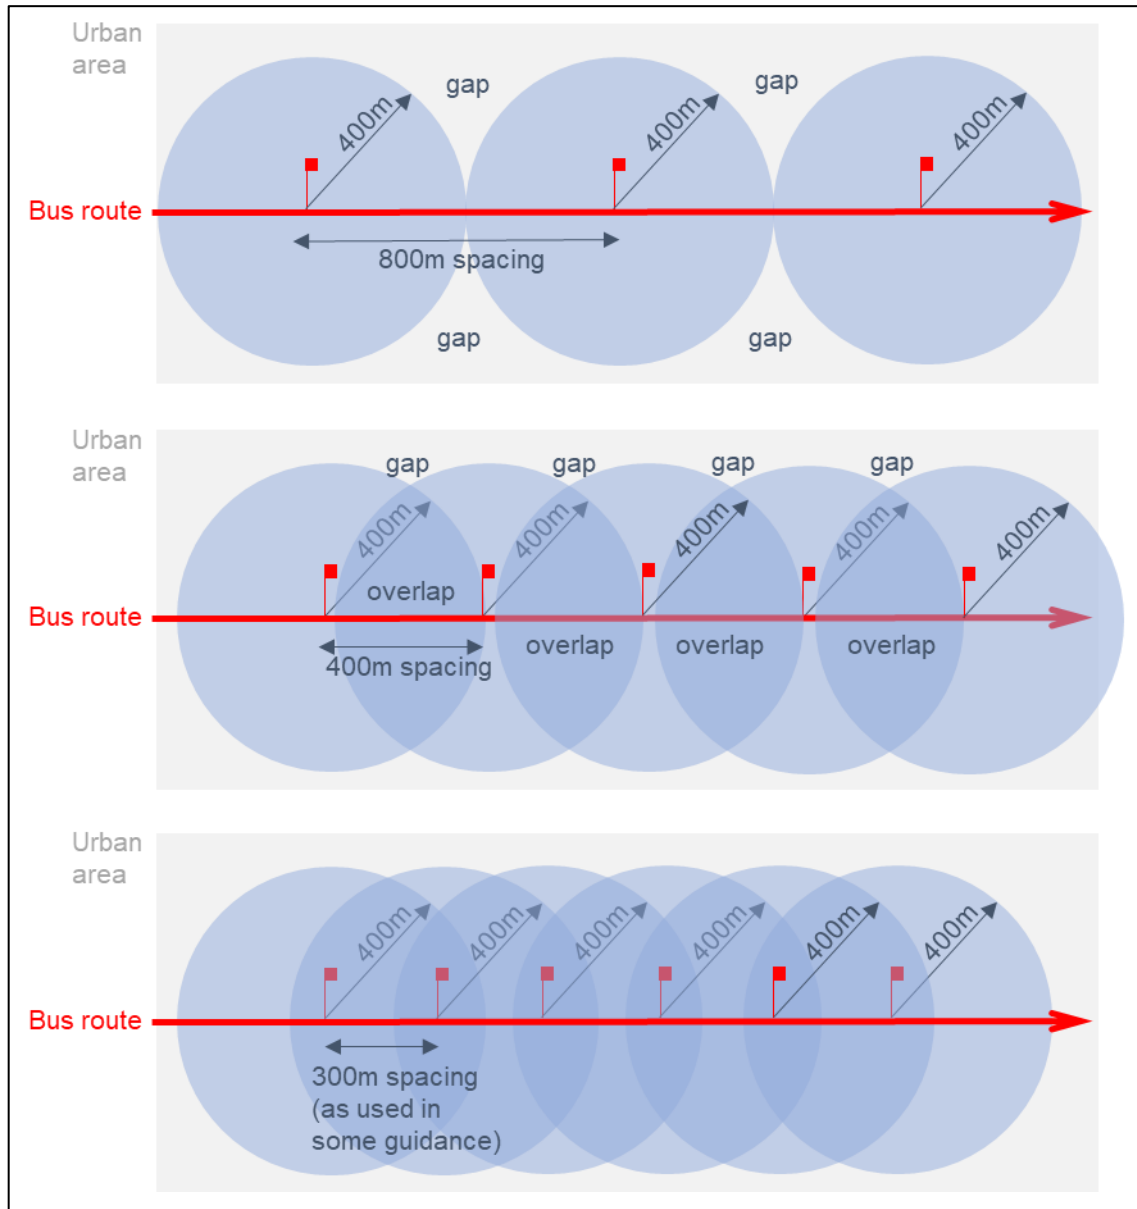 Urban
area
gap
gap
400m
400m
400m
Bus route
800m spacing
gap
gap
Urban
area
gap
gap
gap
gap
400m
400m
400m
400m
400m
overlap
Bus route
overlap
overlap
overlap
400m spacing
Urban
area
400m
400m
400m
400m
400m
400m
Bus route
300m spacing
(as used in
some guidance)